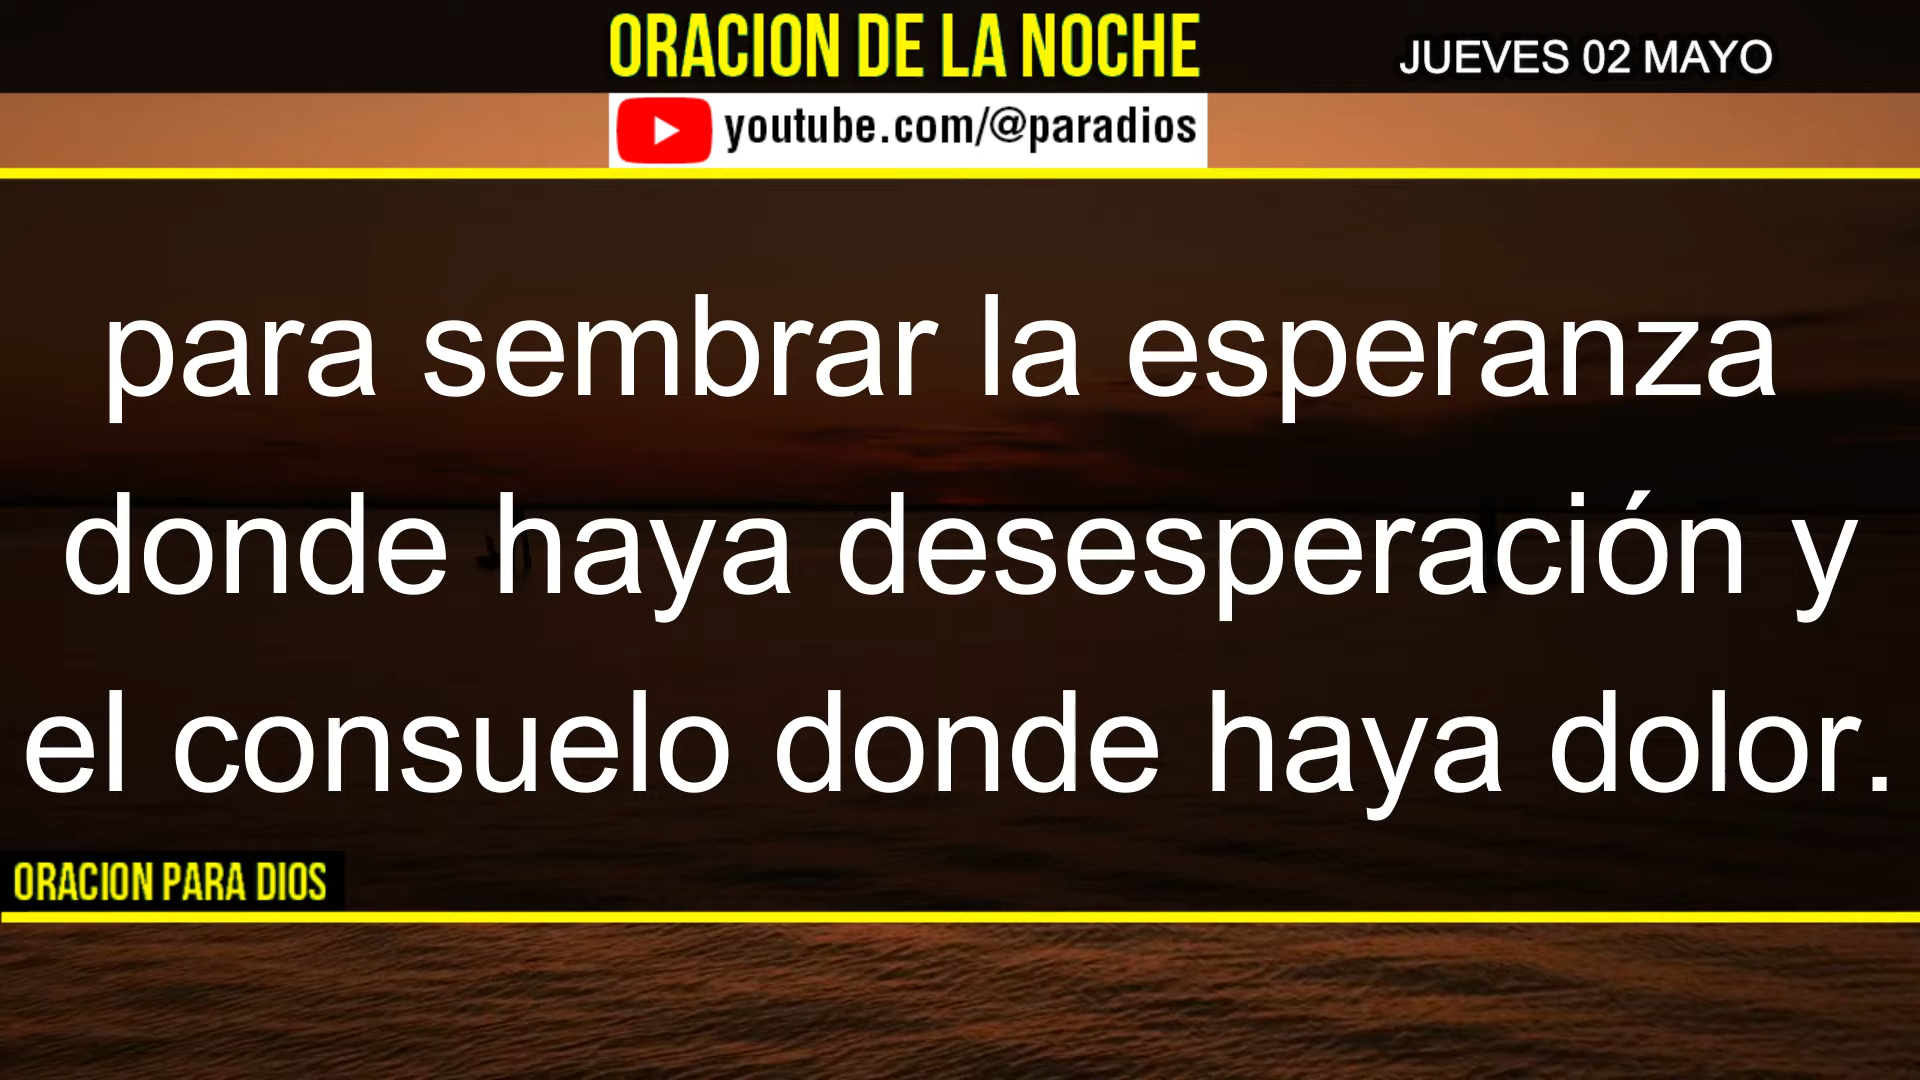 ORACION DE LA NOCHE
JUEVES 02 MAYO
youtube.com/@paradios
para sembrar la esperanza
donde haya desesperación y
el consuelo donde haya dolor.
ORACION PARA DIOS